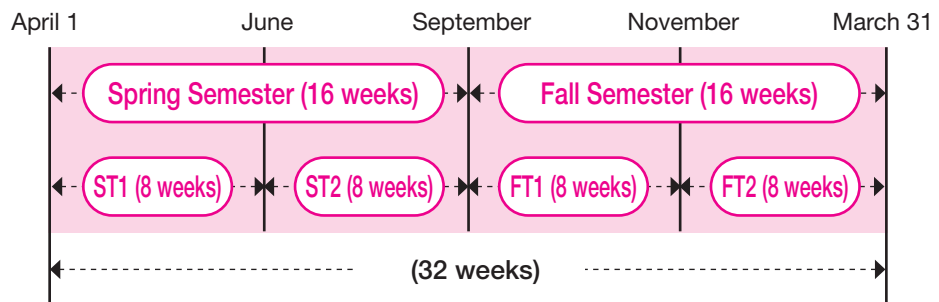 April 1 June September November March 31
Spring Semester (16 weeks) Fall Semester (16 weeks)
ST1 (8 weeks) ST2 (8 weeks) FT1 (8 weeks) FT2 (8 weeks)
(32 weeks)